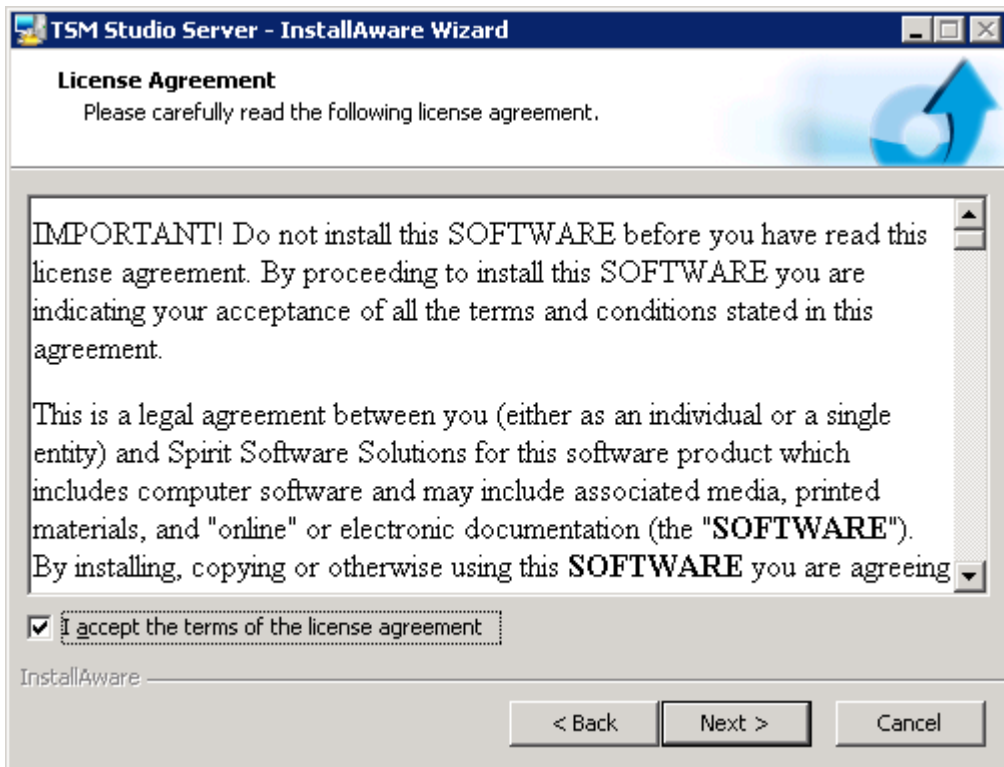 TSM Studio Server - InstallAware Wizard
License Agreement
Please carefully read the following license agreement.
IMPORTANT! Do not install this SOFTWARE before you have read this
license agreement. By proceeding to install this SOFTWARE you are
indicating your acceptance of all the terms and conditions stated in this
agreement.
This is a legal agreement between you (either as an individual or a single
entity) and Spirit Software Solutions for this software product which
includes computer software and may include associated media, printed
materials, and "online" or electronic documentation (the "SOFTWARE").
By installing, copying or otherwise using this SOFTWARE you are agreeing
I accept the terms of the license agreement
InstallAware
< Back Next > Cancel